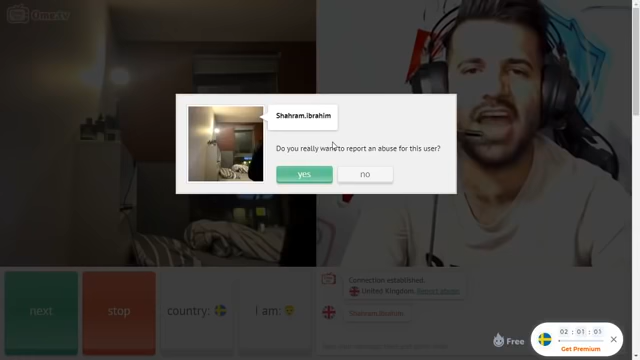 Ome.tv
Shahram.ibrahim
Do you really want to report an abuse for this user?
yes
no
next
stop
country:
I am:
Connection established.
United Kingdom. Report abuse
Shahram.ibrahim
Free
02 : 01 : 01
Get Premium